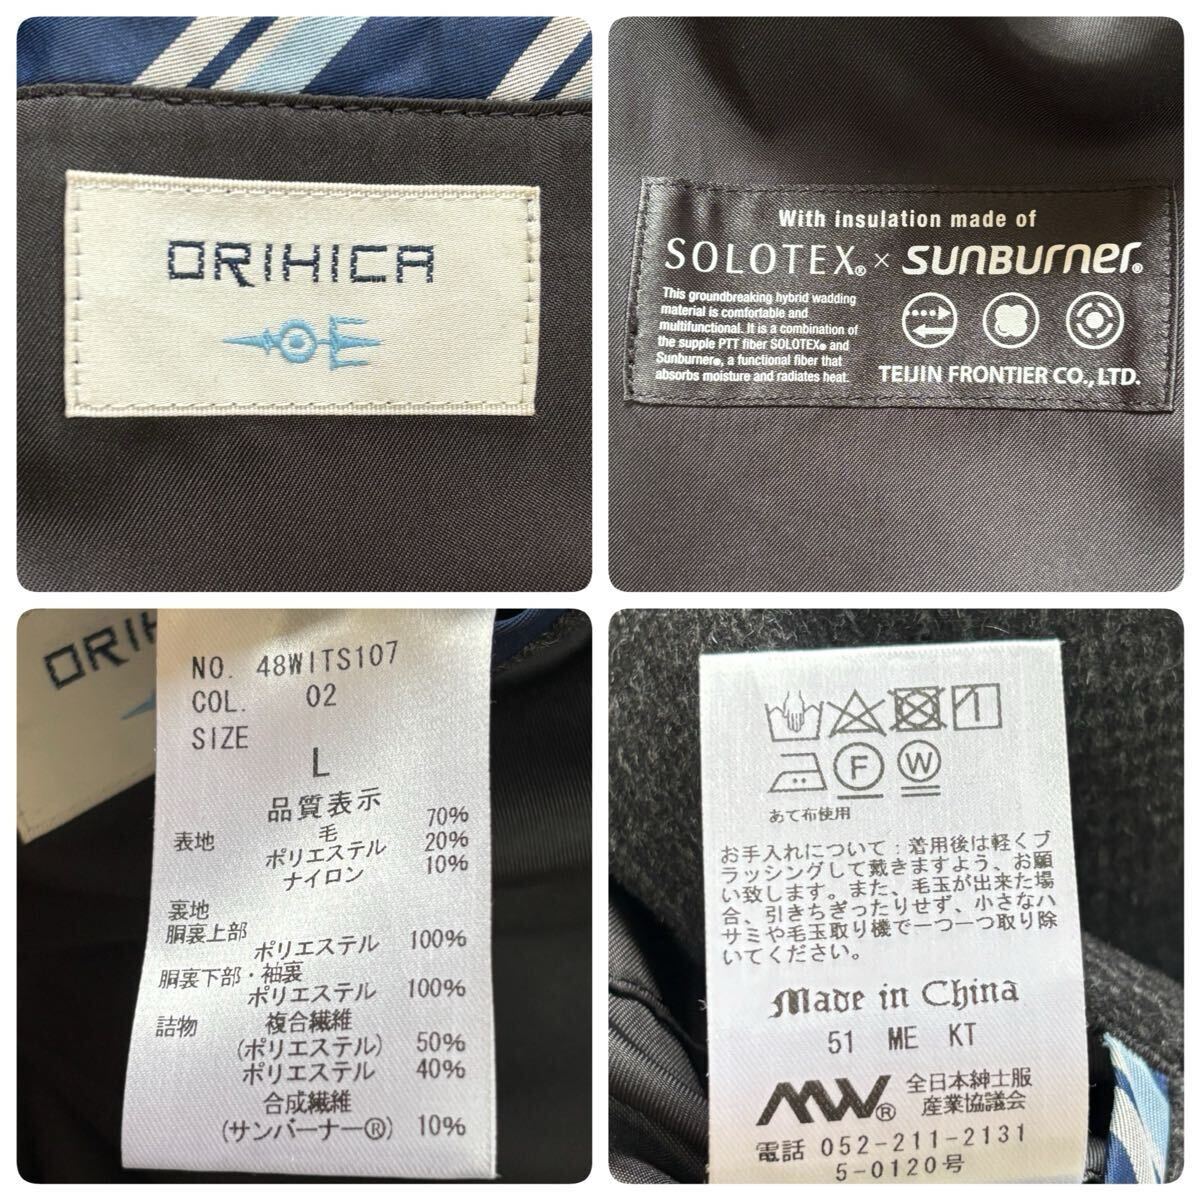 ORIHICA
With insulation made of
SOLOTEX® × SUNBURNER®
This groundbreaking hybrid wadding
material is comfortable and
multifunctional. It is a combination of
the supple PTT fiber SOLOTEX® and
Sunburner®, a functional fiber that
absorbs moisture and radiates heat.
TEIJIN FRONTIER CO., LTD.
ORIH
NO. 48WITS107
COL. 02
SIZE
L
品質表示
表地 毛 70%
ポリエステル 20%
ナイロン 10%
裏地
胴裏上部
ポリエステル 100%
胴裏下部・袖裏
ポリエステル 100%
詰物 複合繊維
(ポリエステル) 50%
ポリエステル 40%
合成繊維
(サンバーナー®) 10%
1
F W
あて布使用
お手入れについて:着用後は軽くブ
ラッシングして戴きますよう、お願
い致します。また、毛玉が出来た場
合、引きちぎったりせず、小さなハ
サミや毛玉取り機で一つ一つ取り除
いてください。
Made in China
51 ME KT
MW® 全日本紳士服
産業協議会
電話 052-211-2131
5-0120号